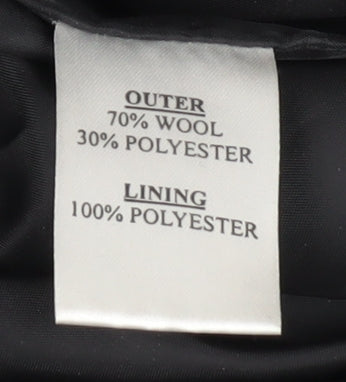 OUTER
70% WOOL
30% POLYESTER
LINING
100% POLYESTER